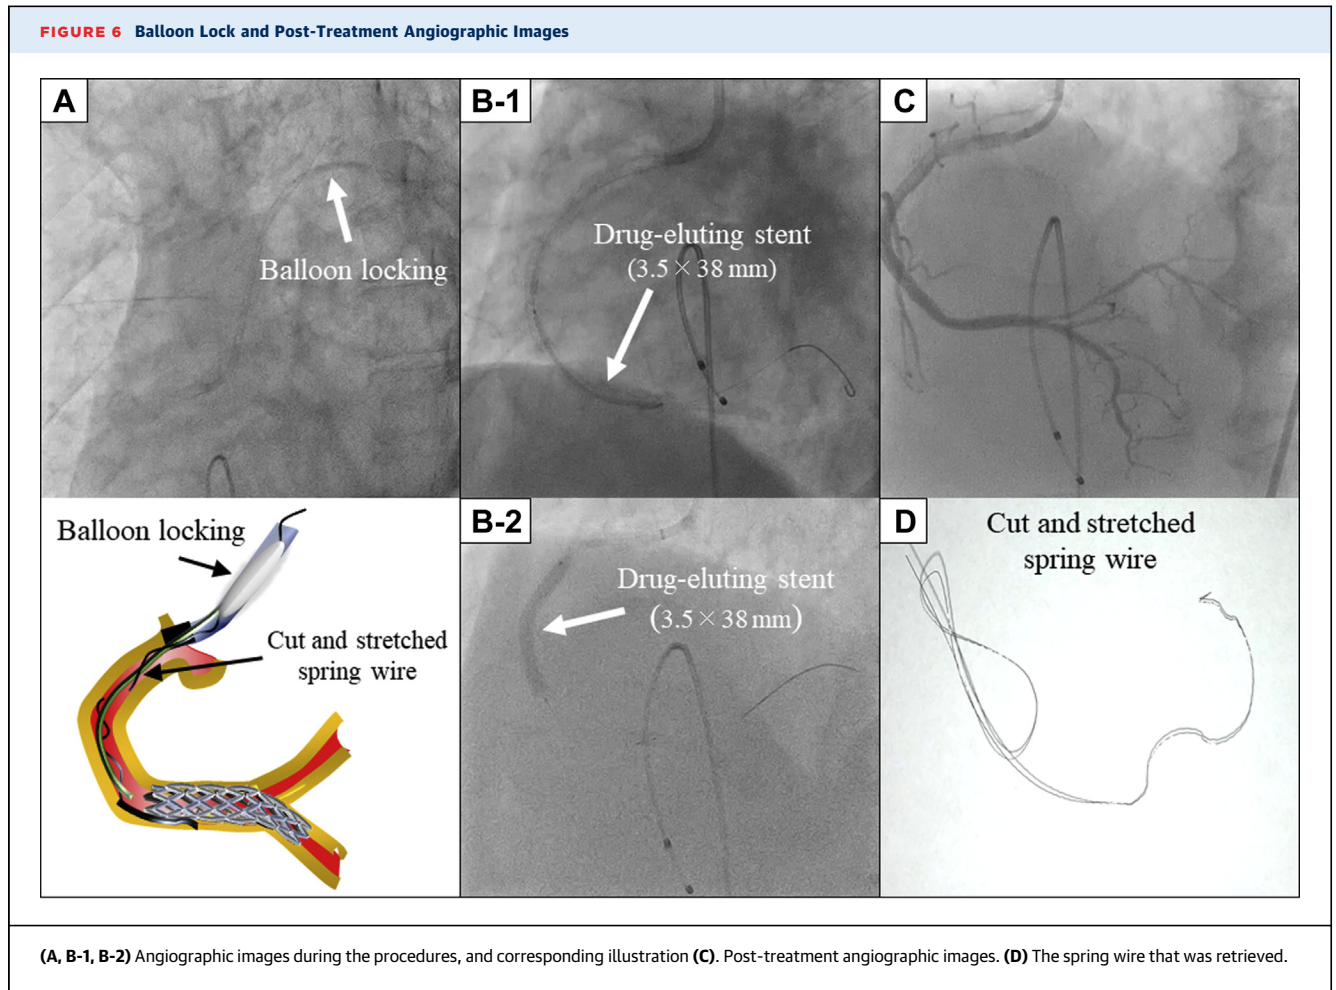 FIGURE 6 Balloon Lock and Post-Treatment Angiographic Images
A
Balloon locking
B-1
Drug-eluting stent
(3.5 × 38 mm)
C
Balloon locking
Cut and stretched
spring wire
B-2
Drug-eluting stent
(3.5 × 38 mm)
D
Cut and stretched
spring wire
(A, B-1, B-2) Angiographic images during the procedures, and corresponding illustration (C). Post-treatment angiographic images. (D) The spring wire that was retrieved.